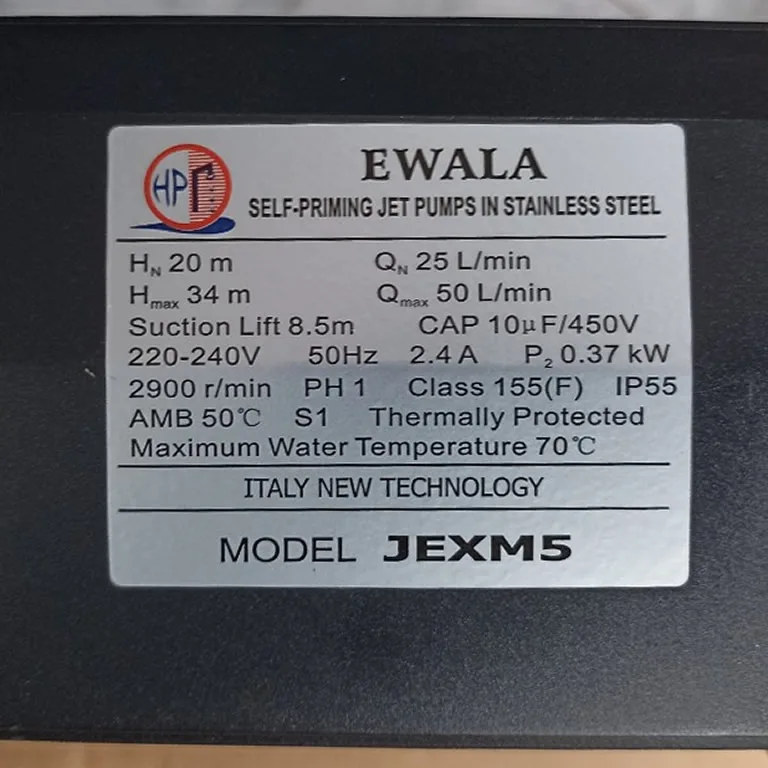 HP
EWALA
SELF-PRIMING JET PUMPS IN STAINLESS STEEL
HN 20 m QN 25 L/min
Hmax 34 m Qmax 50 L/min
Suction Lift 8.5m CAP 10μF/450V
220-240V 50Hz 2.4A P2 0.37 kW
2900 r/min PH 1 Class 155(F) IP55
AMB 50℃ S1 Thermally Protected
Maximum Water Temperature 70℃
ITALY NEW TECHNOLOGY
MODEL JEXM5